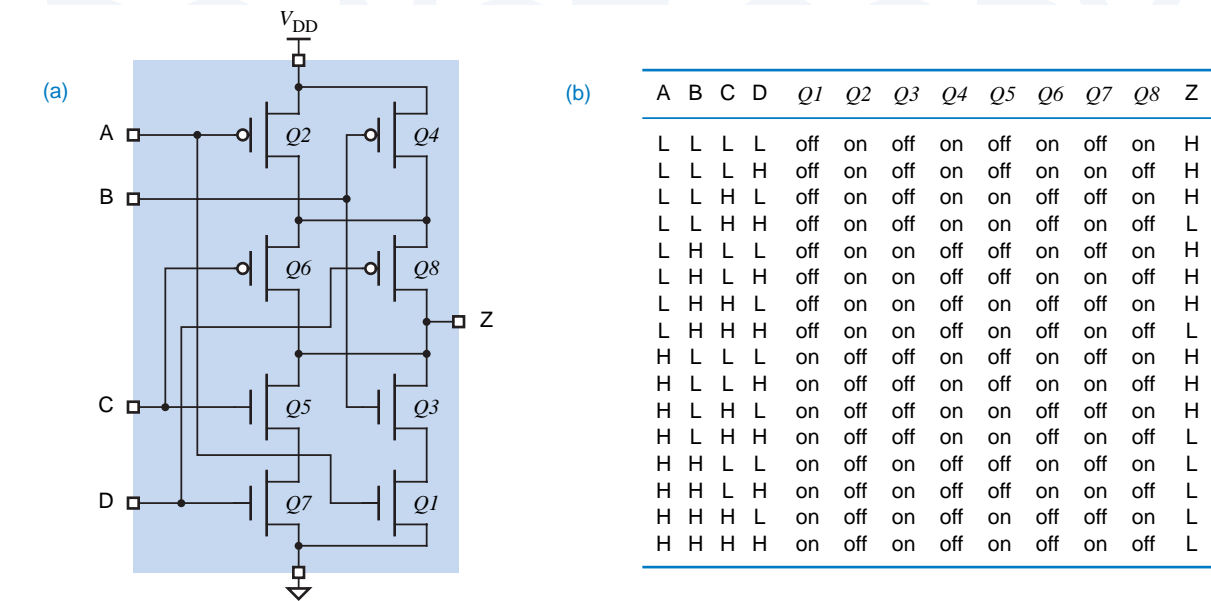 V_DD
(a)
A
Q2
Q4
B
Q6
Q8
Z
C
Q5
Q3
D
Q7
Q1
(b)
A B C D Q1 Q2 Q3 Q4 Q5 Q6 Q7 Q8 Z
L L L L off on off on off on off on H
L L L H off on off on off on on off H
L L H L off on off on on off off on H
L L H H off on off on on off on off L
L H L L off on on off off on off on H
L H L H off on on off off on on off H
L H H L off on on off on off off on H
L H H H off on on off on off on off L
H L L L on off off on off on off on H
H L L H on off off on off on on off H
H L H L on off off on on off off on H
H L H H on off off on on off on off L
H H L L on off on off off on off on L
H H L H on off on off off on on off L
H H H L on off on off on off off on L
H H H H on off on off on off on off L